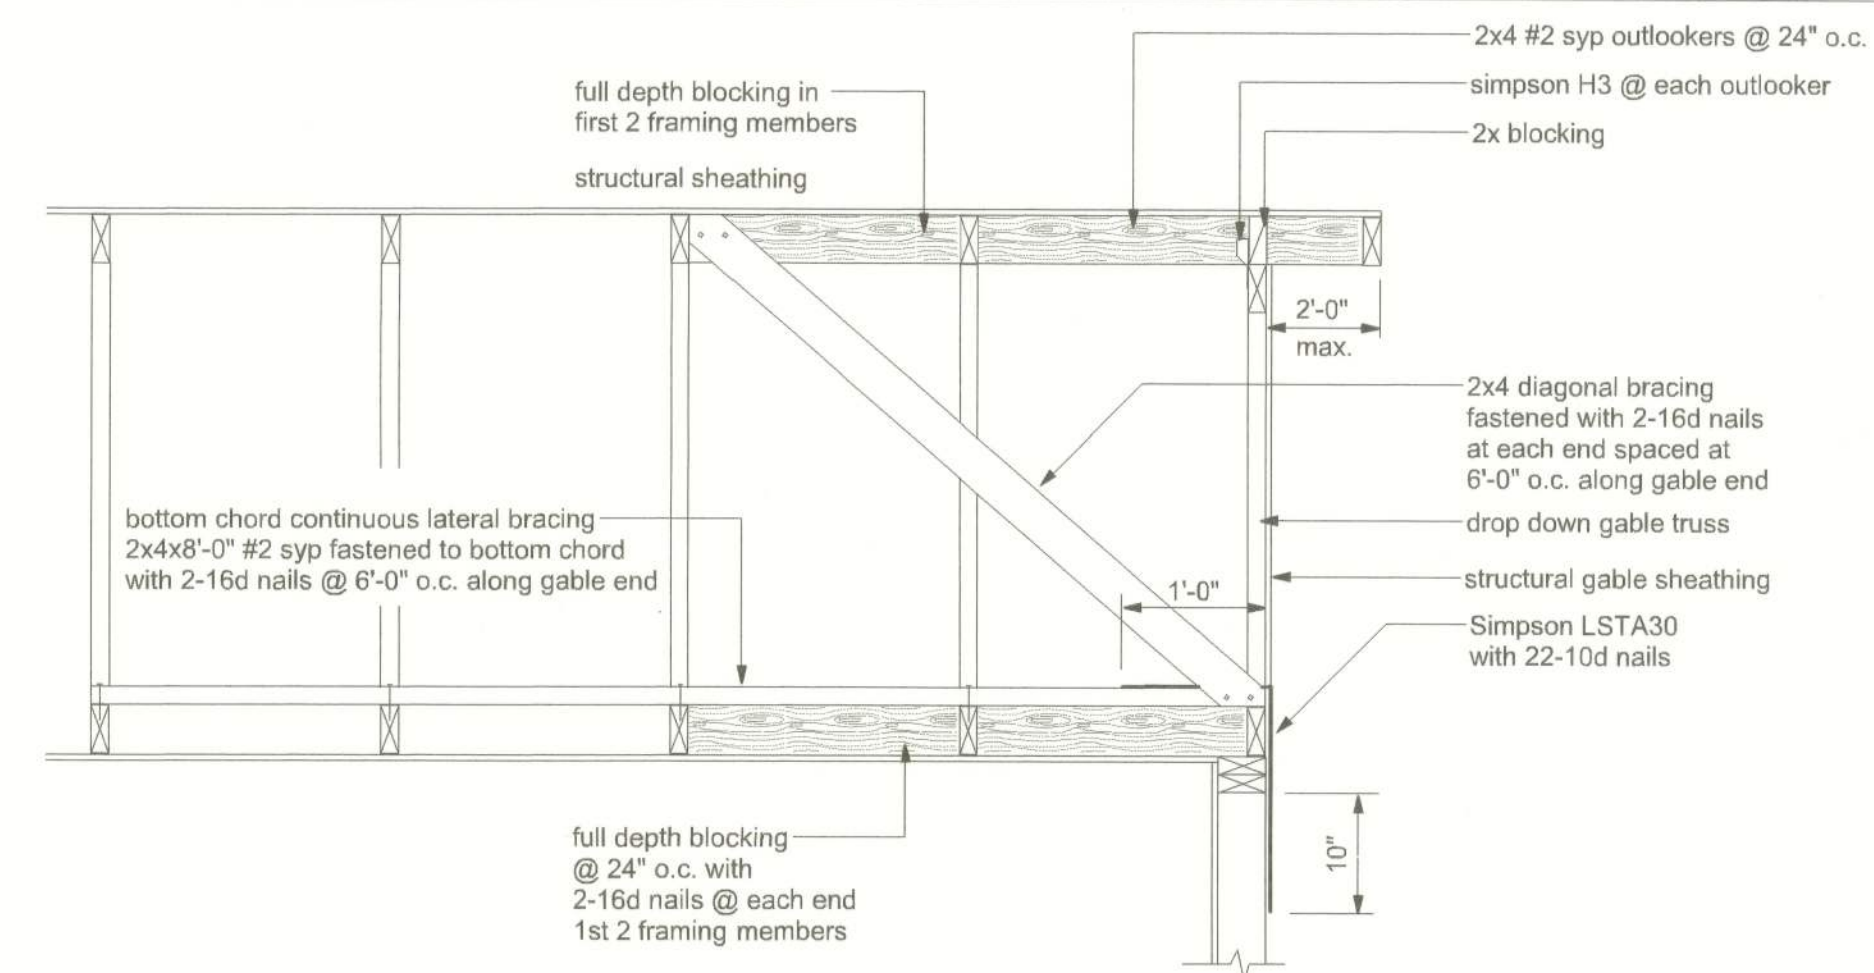 2x4 #2 syp outlookers @ 24" o.c.
simpson H3 @ each outlooker
2x blocking
full depth blocking in
first 2 framing members
structural sheathing
2'-0"
max.
2x4 diagonal bracing
fastened with 2-16d nails
at each end spaced at
6'-0" o.c. along gable end
drop down gable truss
structural gable sheathing
Simpson LSTA30
with 22-10d nails
bottom chord continuous lateral bracing
2x4x8'-0" #2 syp fastened to bottom chord
with 2-16d nails @ 6'-0" o.c. along gable end
1'-0"
full depth blocking
@ 24" o.c. with
2-16d nails @ each end
1st 2 framing members
10"